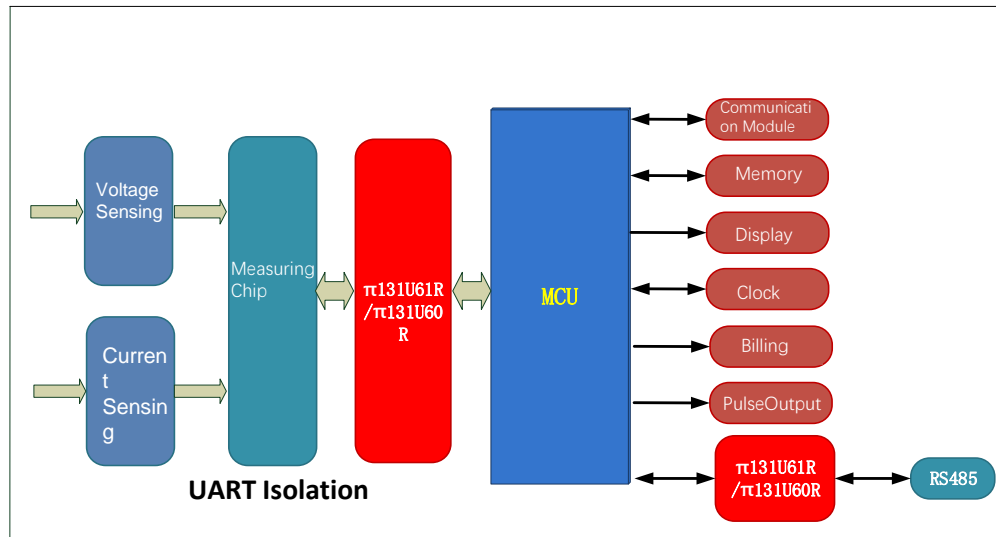 Voltage
Sensing
Curren
t
Sensin
g
Measuring
Chip
UART Isolation
π131U61R
/π131U60
R
MCU
Communicati
on Module
Memory
Display
Clock
Billing
PulseOutput
π131U61R
/π131U60R
RS485